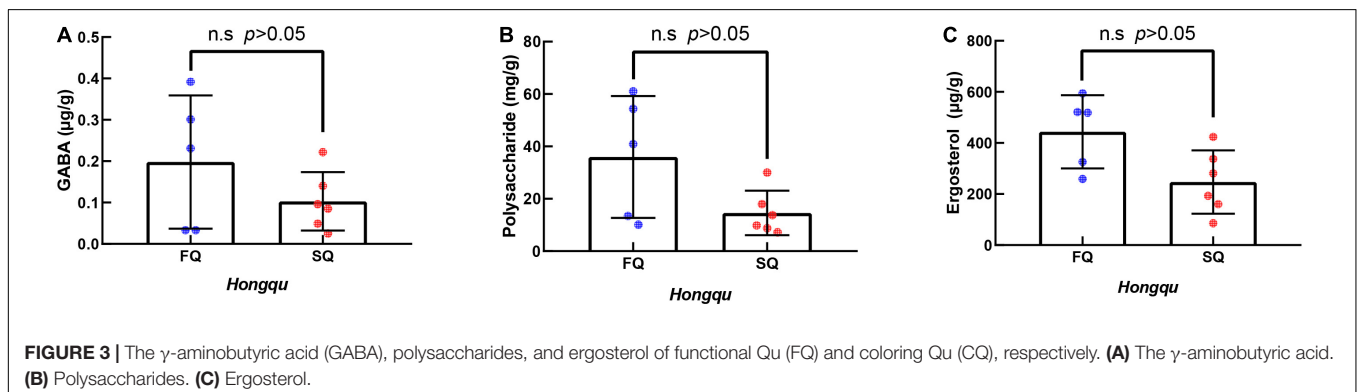 A
n.s p>0.05
GABA (µg/g)
0.5
0.4
0.3
0.2
0.1
0.0
FQ
SQ
Hongqu
B
n.s p>0.05
Polysaccharide (mg/g)
80
60
40
20
0
FQ
SQ
Hongqu
C
n.s p>0.05
Ergosterol (µg/g)
800
600
400
200
0
FQ
SQ
Hongqu
FIGURE 3 | The γ-aminobutyric acid (GABA), polysaccharides, and ergosterol of functional Qu (FQ) and coloring Qu (CQ), respectively. (A) The γ-aminobutyric acid.
(B) Polysaccharides. (C) Ergosterol.